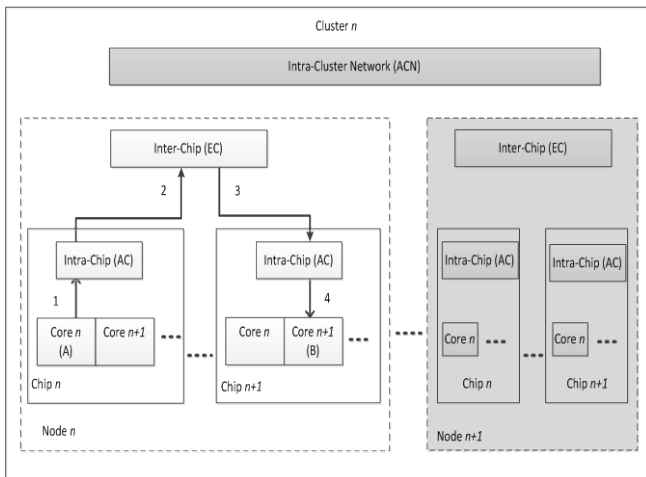 Cluster n
Intra-Cluster Network (ACN)
Inter-Chip (EC)
2
3
Intra-Chip (AC)
Intra-Chip (AC)
1
4
Core n
(A)
Core n+1
Core n
Core n+1
(B)
Chip n
Chip n+1
Node n
Inter-Chip (EC)
Intra-Chip (AC)
Intra-Chip (AC)
Core n
Core n
Chip n
Chip n+1
Node n+1